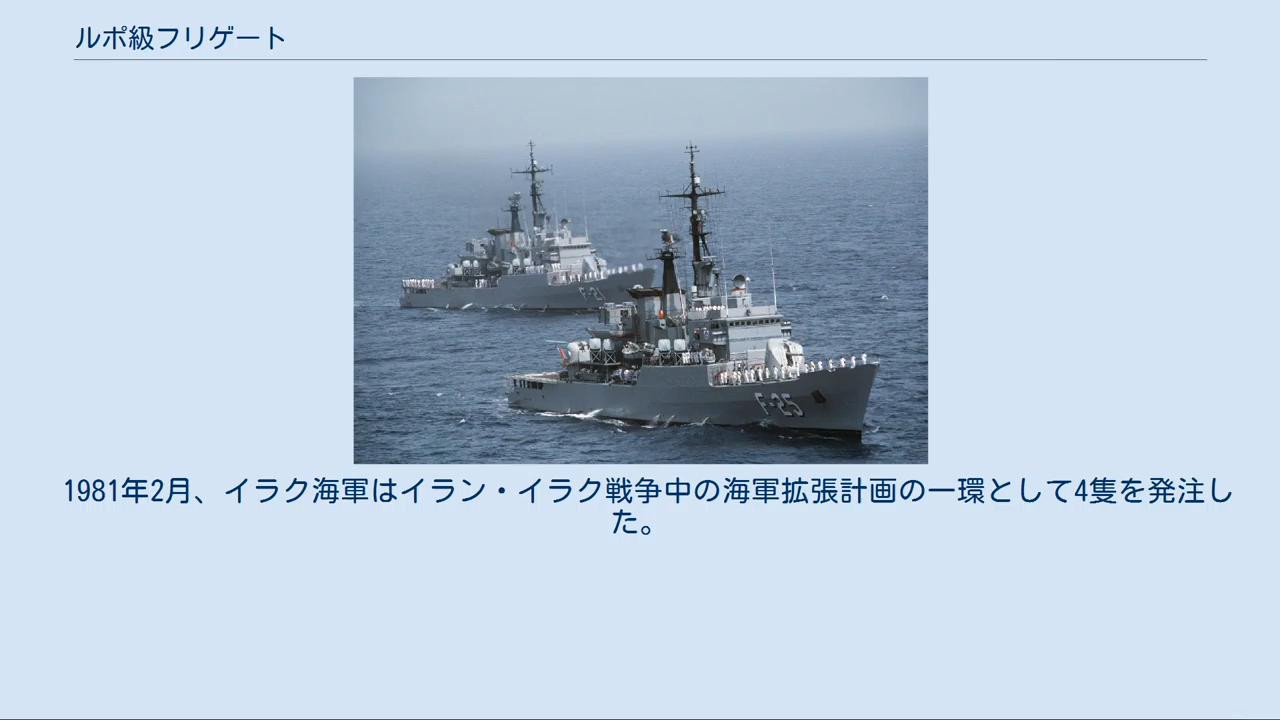 ルポ級フリゲート
F-21
F-25
1981年2月、イラク海軍はイラン・イラク戦争中の海軍拡張計画の一環として4隻を発注し
た。